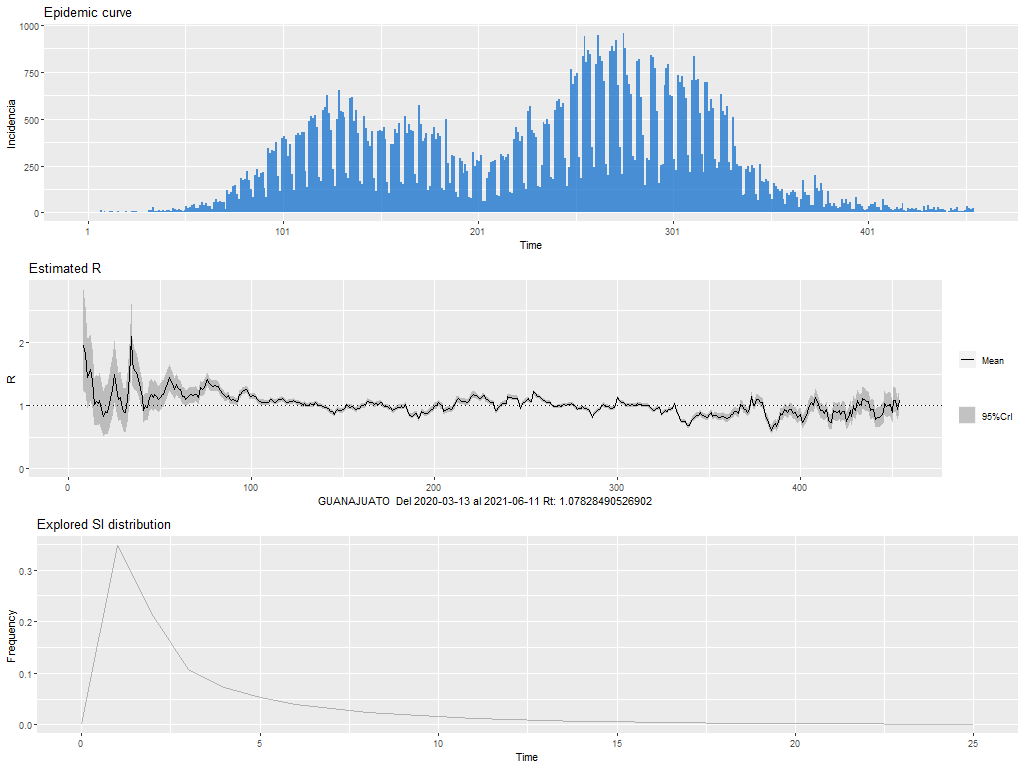 Epidemic curve
1000
750
500
250
0
Incidencia
1
101
201
301
401
Time
Estimated R
2
1
0
R
0
100
200
300
400
GUANAJUATO Del 2020-03-13 al 2021-06-11 Rt: 1.07828490526902
Mean
95%CrI
Explored SI distribution
0.3
0.2
0.1
0.0
Frequency
0
5
10
15
20
25
Time